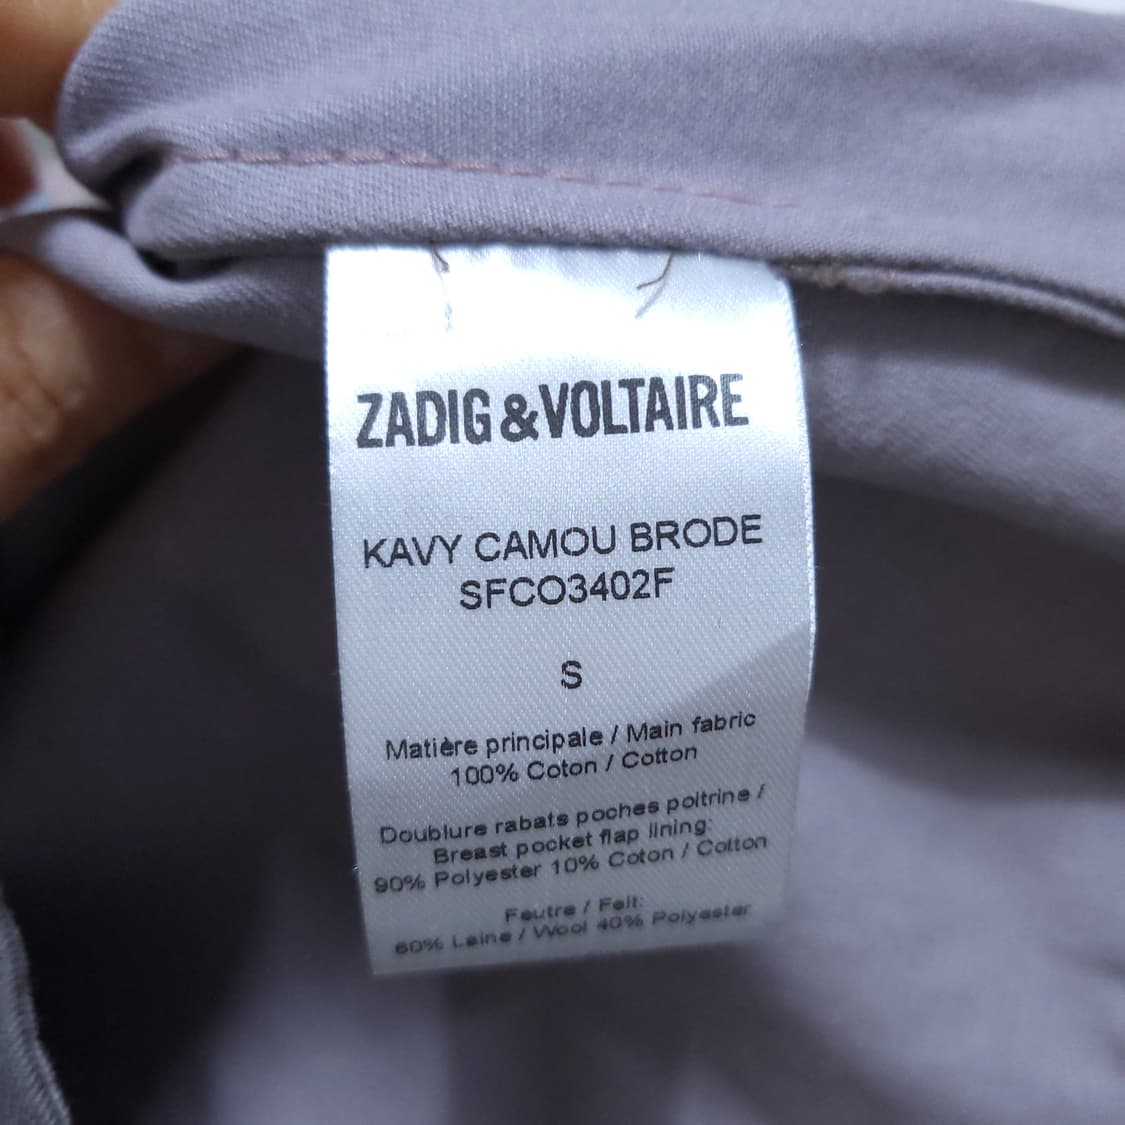 ZADIG&VOLTAIRE
KAVY CAMOU BRODE
SFCO3402F
S
Matière principale / Main fabric
100% Coton / Cotton
Doublure rabats poches poitrine /
Breast pocket flap lining:
90% Polyester 10% Coton / Cotton
Feutre / Felt:
60% Laine / Wool 40% Polyester